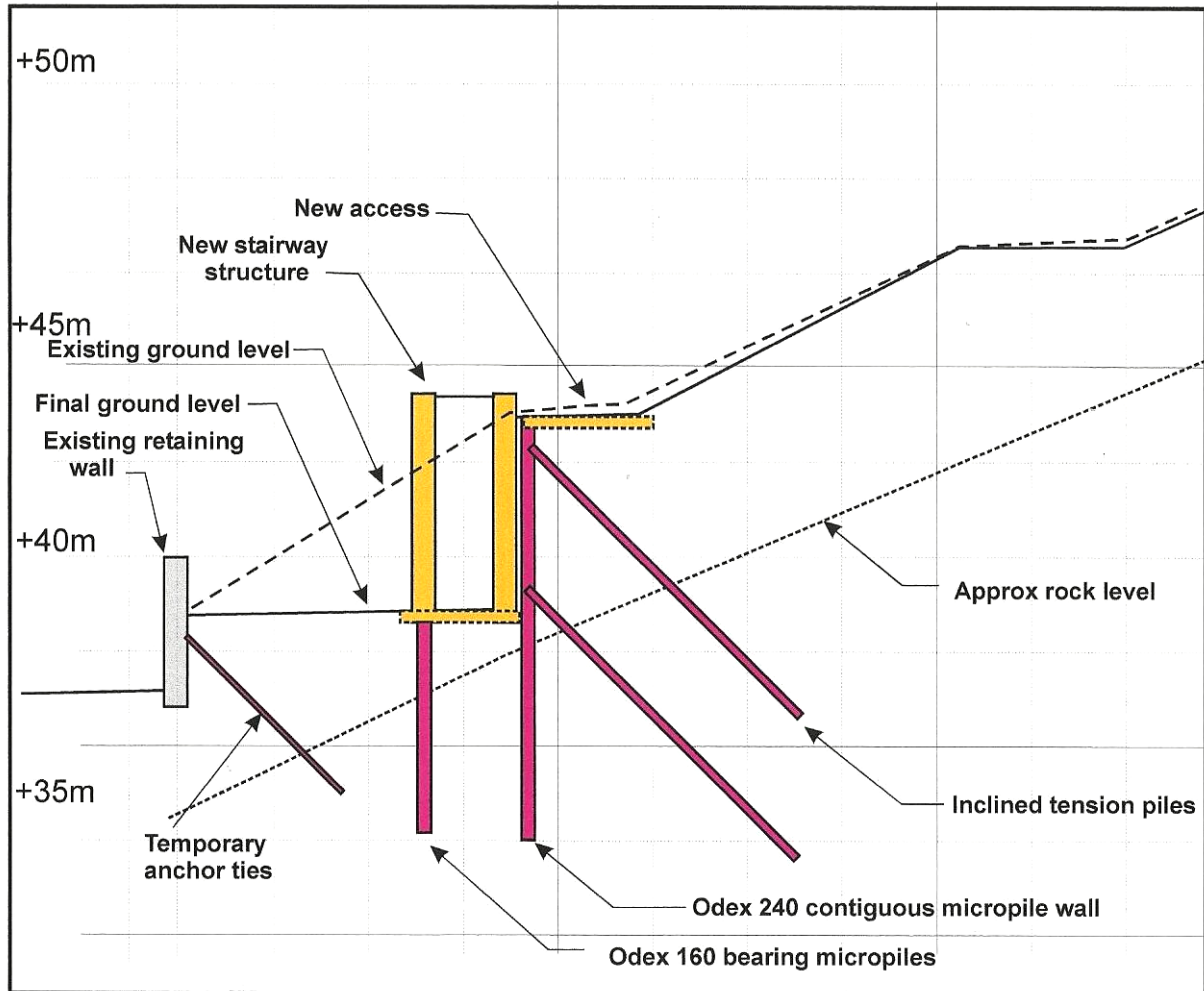 +50m
New access
New stairway
structure
+45m
Existing ground level
Final ground level
Existing retaining
wall
+40m
Approx rock level
+35m
Inclined tension piles
Temporary
anchor ties
Odex 240 contiguous micropile wall
Odex 160 bearing micropiles